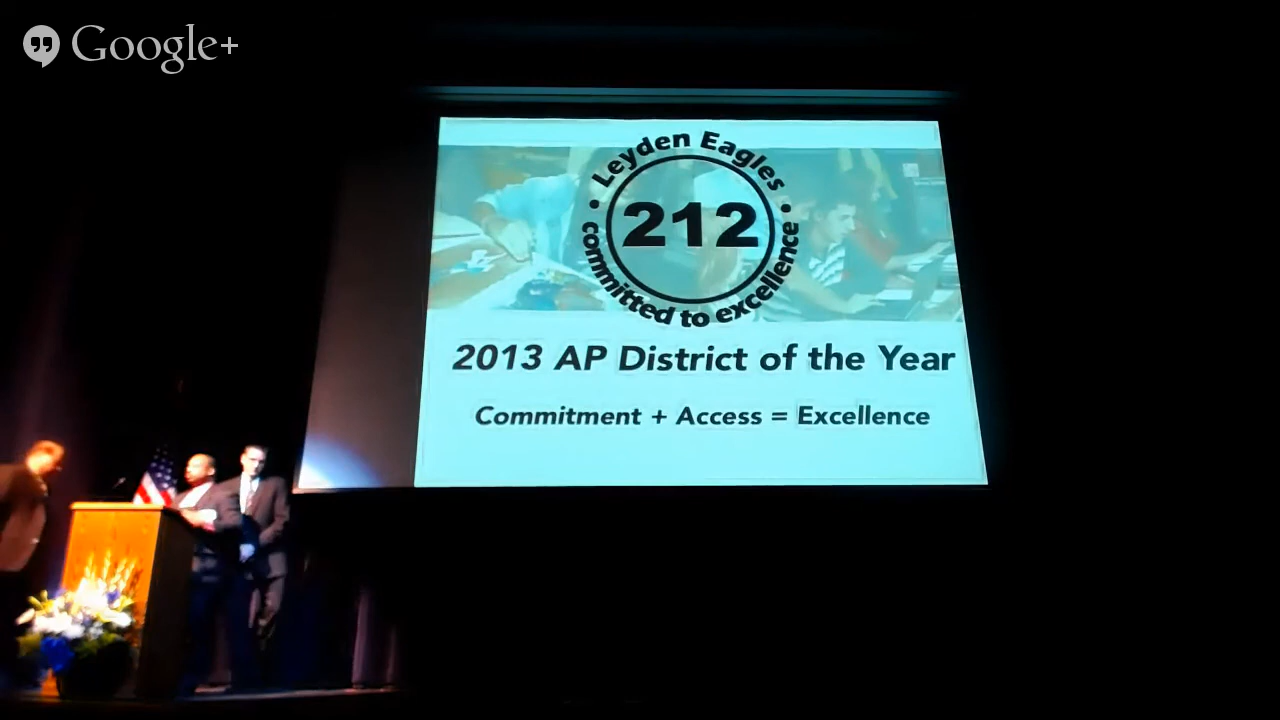 Google+
Leyden Eagles
212
committed to excellence
2013 AP District of the Year
Commitment + Access = Excellence